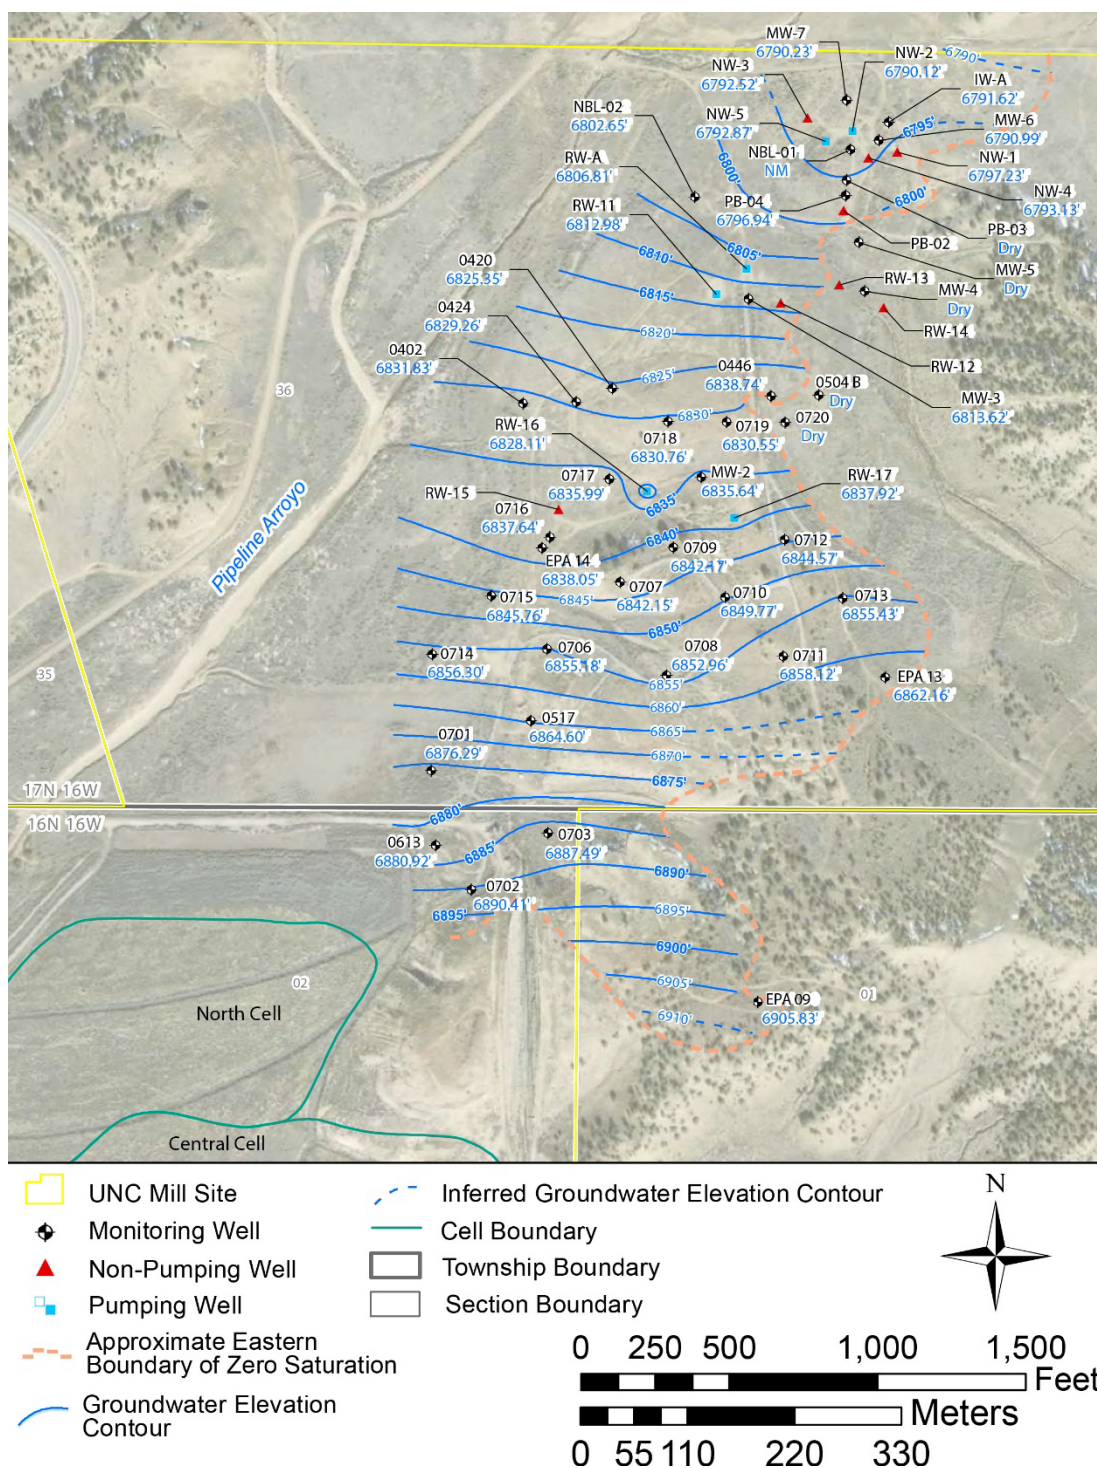 MW-7
6790.23'
NW-2
6790.12'
6790'
NW-3
6792.52'
IW-A
6791.62'
NBL-02
6802.65'
NW-5
6792.87'
6795'
MW-6
6790.99'
RW-A
6806.81'
NBL-01
NM
6800'
NW-1
6797.23'
RW-11
6812.98'
PB-04
6796.94'
6800'
NW-4
6793.13'
PB-03
Dry
PB-02
0420
6825.35'
6805'
6810'
MW-5
Dry
RW-13
MW-4
Dry
0424
6829.26'
6815'
RW-14
6820'
0402
6831.83'
RW-12
0446
6838.74'
6825'
0504 B
Dry
MW-3
6813.62'
36
6830'
RW-16
6828.11'
0718
6830.76'
0719
6830.55'
0720
Dry
0717
6835.99'
MW-2
6835.64'
RW-17
6837.92'
RW-15
6835'
0716
6837.64'
Pipeline Arroyo
6840'
0712
6844.57'
EPA 14
6838.05'
0709
6842.17'
0707
6842.15'
0715
6845.76'
6845'
0710
6849.77'
0713
6855.43'
6850'
0714
6856.30'
0706
6855.18'
0708
6852.96'
0711
6858.12'
35
6855'
EPA 13
6862.16'
6860'
0517
6864.60'
6865'
0701
6876.29'
6870'
6875'
17N 16W
6880'
16N 16W
0613
6880.92'
6885'
0703
6887.49'
6890'
0702
6890.41'
6895'
6895'
6900'
02
6905'
01
North Cell
EPA 09
6905.83'
6910'
Central Cell
UNC Mill Site
Monitoring Well
Non-Pumping Well
Pumping Well
Approximate Eastern
Boundary of Zero Saturation
Groundwater Elevation
Contour
Inferred Groundwater Elevation Contour
Cell Boundary
Township Boundary
Section Boundary
N
0 250 500 1,000 1,500
Feet
Meters
0 55 110 220 330